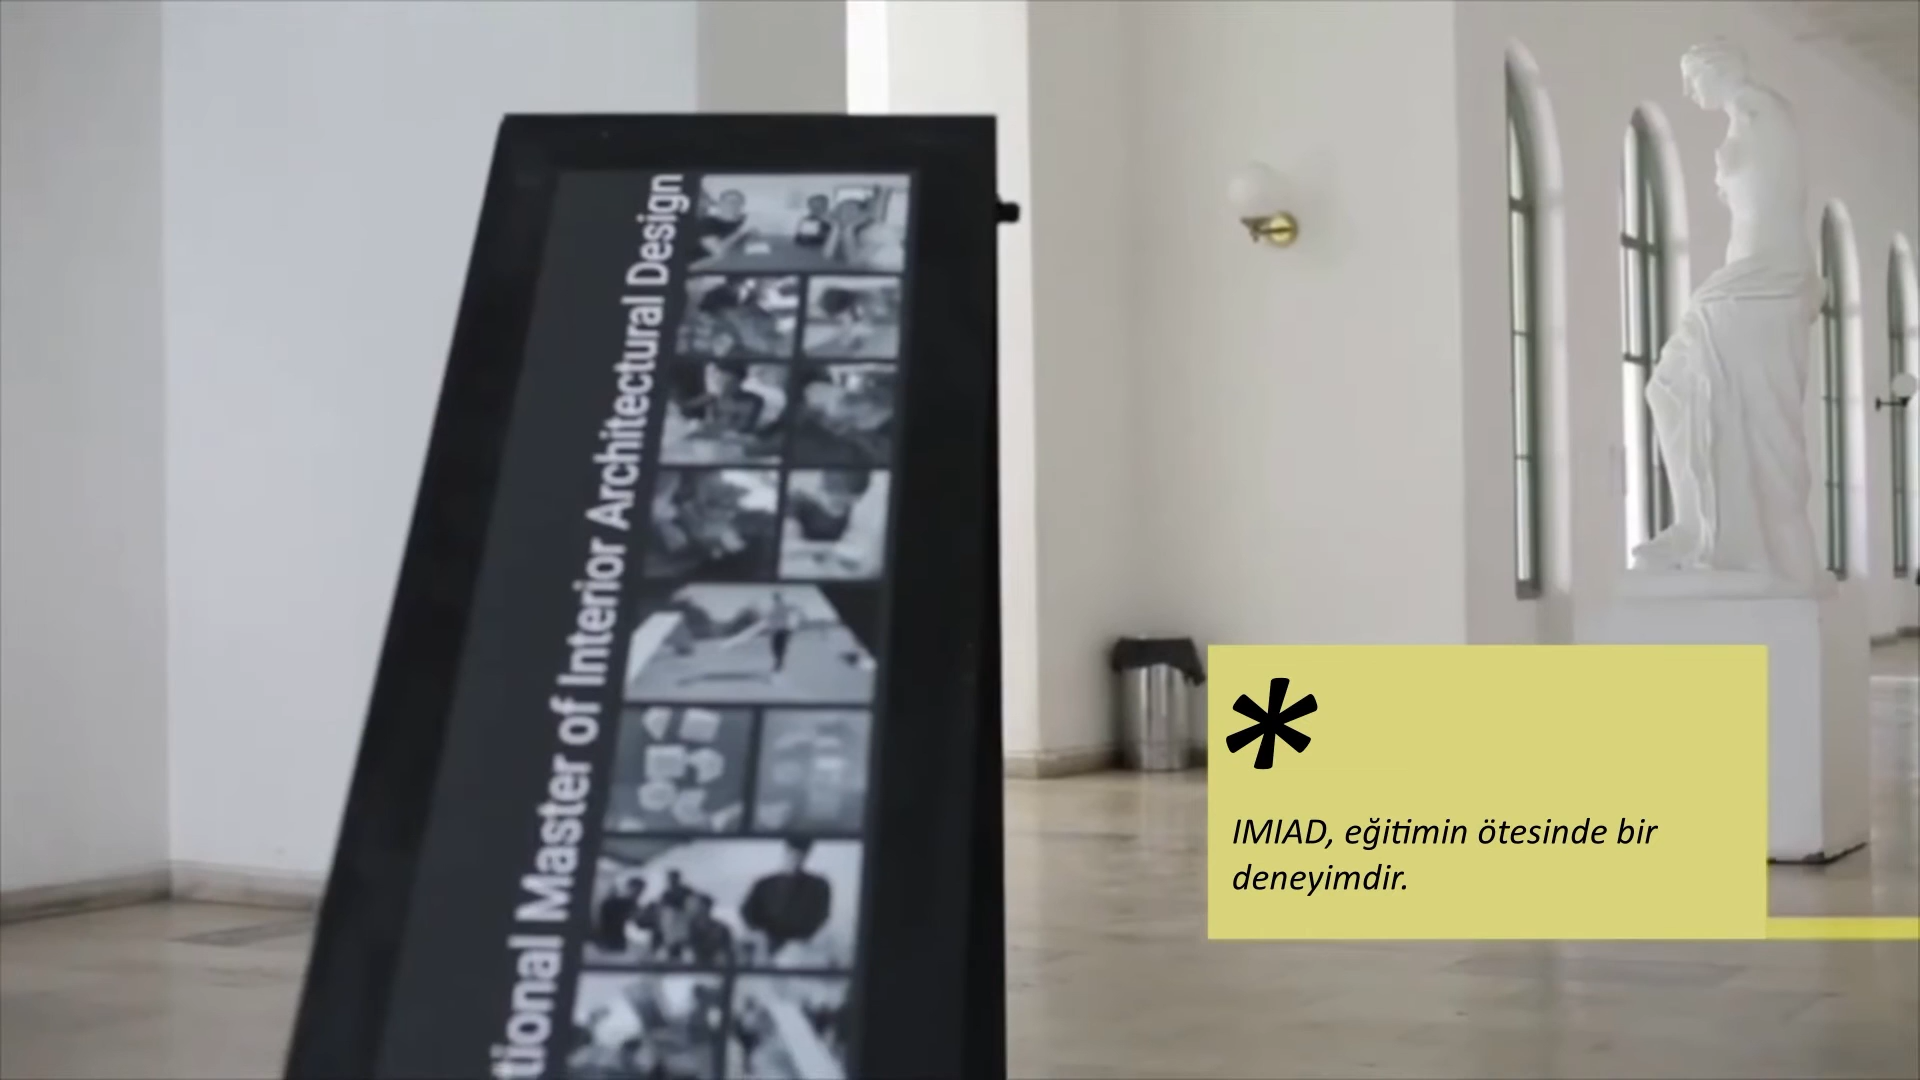 tional Master of Interior Architectural Design
*
IMIAD, eğitimin ötesinde bir
deneyimdir.